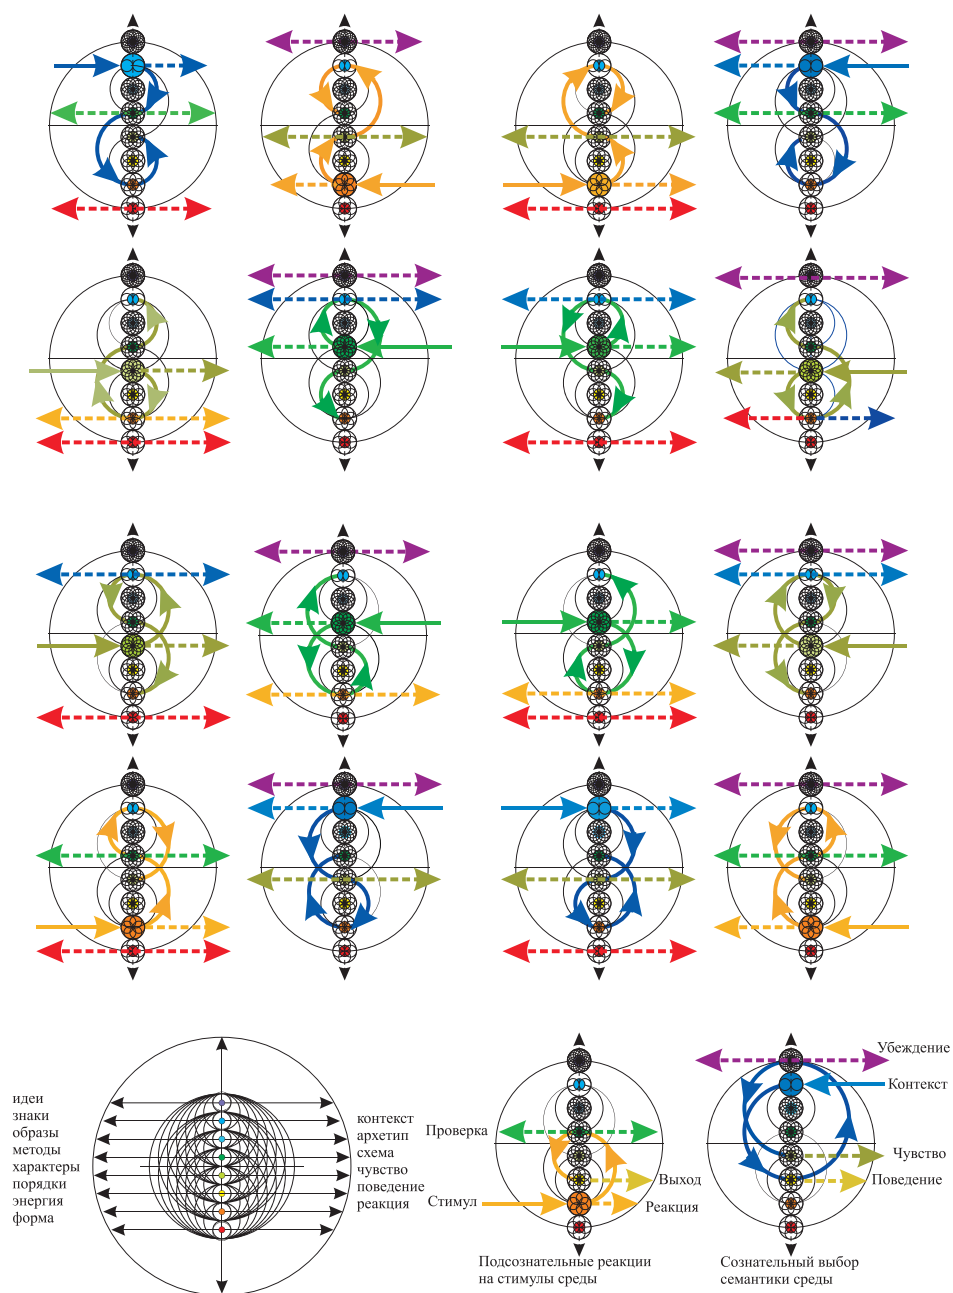 идеи
знаки
образы
методы
характеры
порядки
энергия
форма
контекст
архетип
схема
чувство
поведение
реакция
Проверка
Стимул
Выход
Реакция
Подсознательные реакции
на стимулы среды
Убеждение
Контекст
Чувство
Поведение
Сознательный выбор
семантики среды